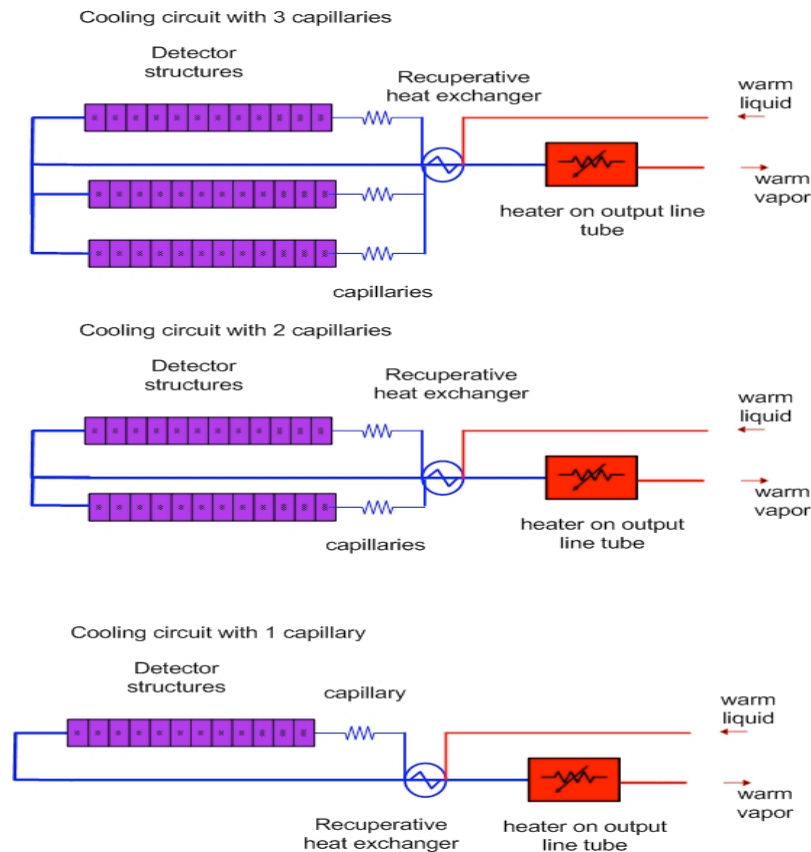 Cooling circuit with 3 capillaries
Detector
structures
Recuperative
heat exchanger
warm
liquid
warm
vapor
heater on output line
tube
capillaries
Cooling circuit with 2 capillaries
Detector
structures
Recuperative
heat exchanger
warm
liquid
warm
vapor
heater on output
line tube
capillaries
Cooling circuit with 1 capillary
Detector
structures
capillary
warm
liquid
warm
vapor
Recuperative
heat exchanger
heater on output
line tube